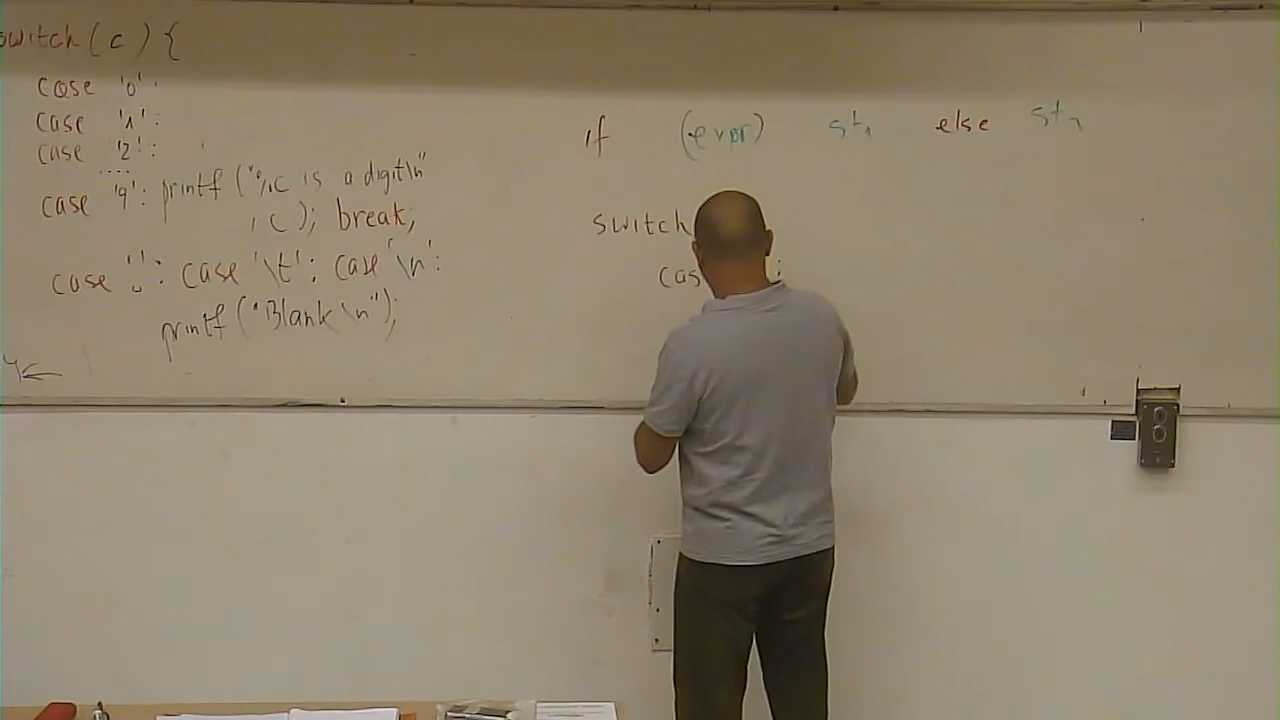 switch ( c ) {
case '0' :
case '1' :
case '2' :
....
case '9' : printf ("%c is a digit\n"
, c ); break;
case '␣' : case '\t' : case '\n' :
printf ("Blank \n");
if (expr) st₁ else st₂
switch
cas :